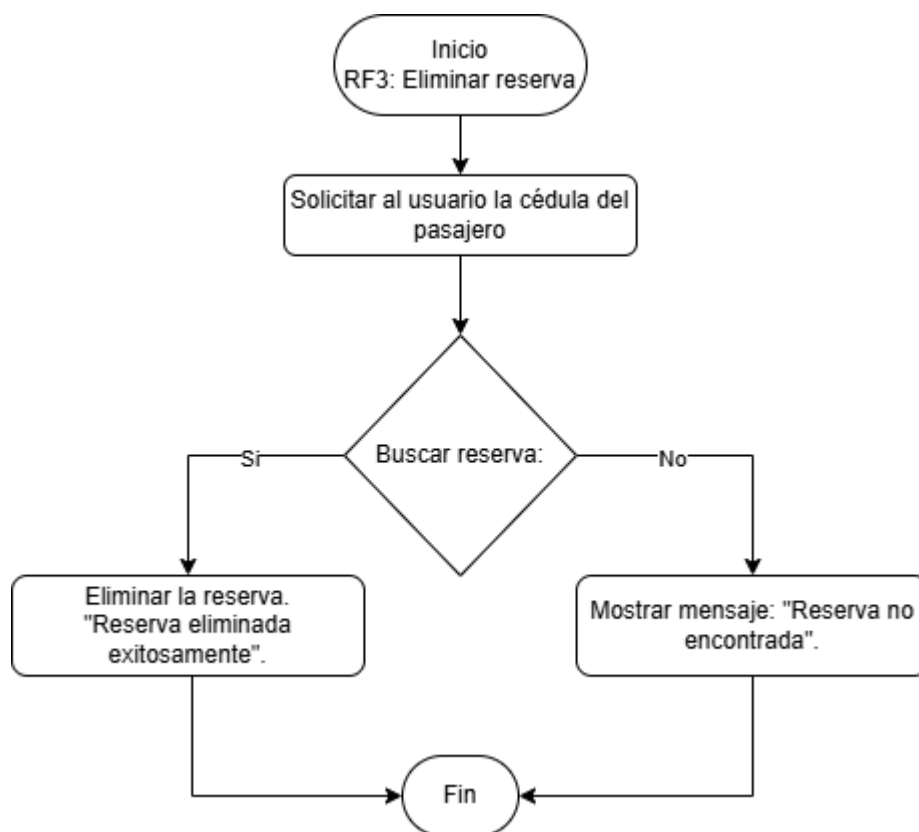 Inicio
RF3: Eliminar reserva
Solicitar al usuario la cédula del
pasajero
Buscar reserva:
Si
No
Eliminar la reserva.
"Reserva eliminada
exitosamente".
Mostrar mensaje: "Reserva no
encontrada".
Fin